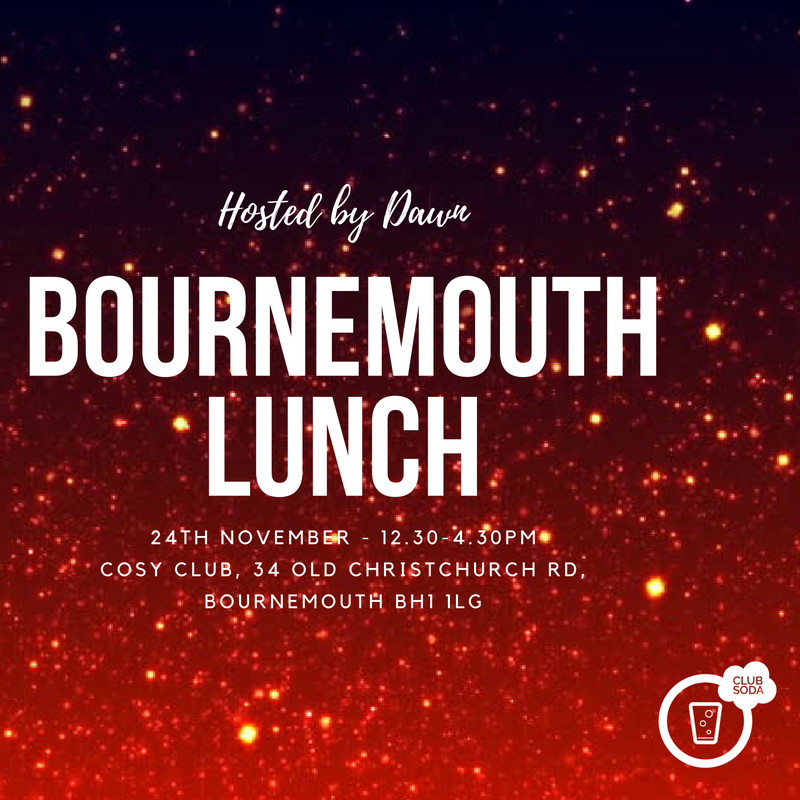 Hosted by Dawn
BOURNEMOUTH
LUNCH
24TH NOVEMBER - 12.30-4.30PM
COSY CLUB, 34 OLD CHRISTCHURCH RD,
BOURNEMOUTH BH1 1LG
CLUB
SODA